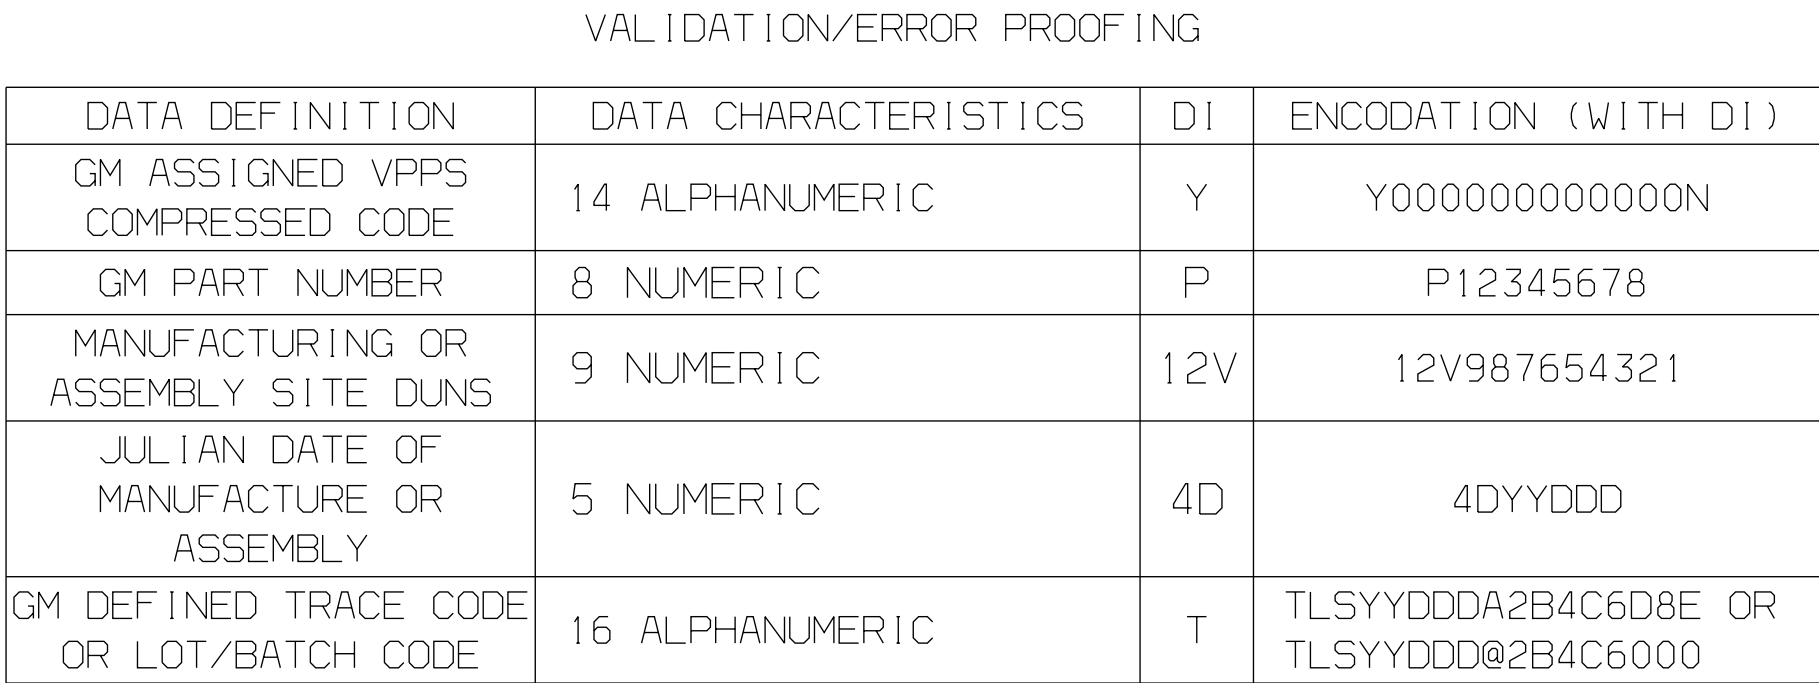 VALIDATION/ERROR PROOFING
DATA DEFINITION
DATA CHARACTERISTICS
DI
ENCODATION (WITH DI)
GM ASSIGNED VPPS
COMPRESSED CODE
14 ALPHANUMERIC
Y
Y000000000000N
GM PART NUMBER
8 NUMERIC
P
P12345678
MANUFACTURING OR
ASSEMBLY SITE DUNS
9 NUMERIC
12V
12V987654321
JULIAN DATE OF
MANUFACTURE OR
ASSEMBLY
5 NUMERIC
4D
4DYYDDD
GM DEFINED TRACE CODE
OR LOT/BATCH CODE
16 ALPHANUMERIC
T
TLSYYDDDA2B4C6D8E OR
TLSYYDDD@2B4C6000